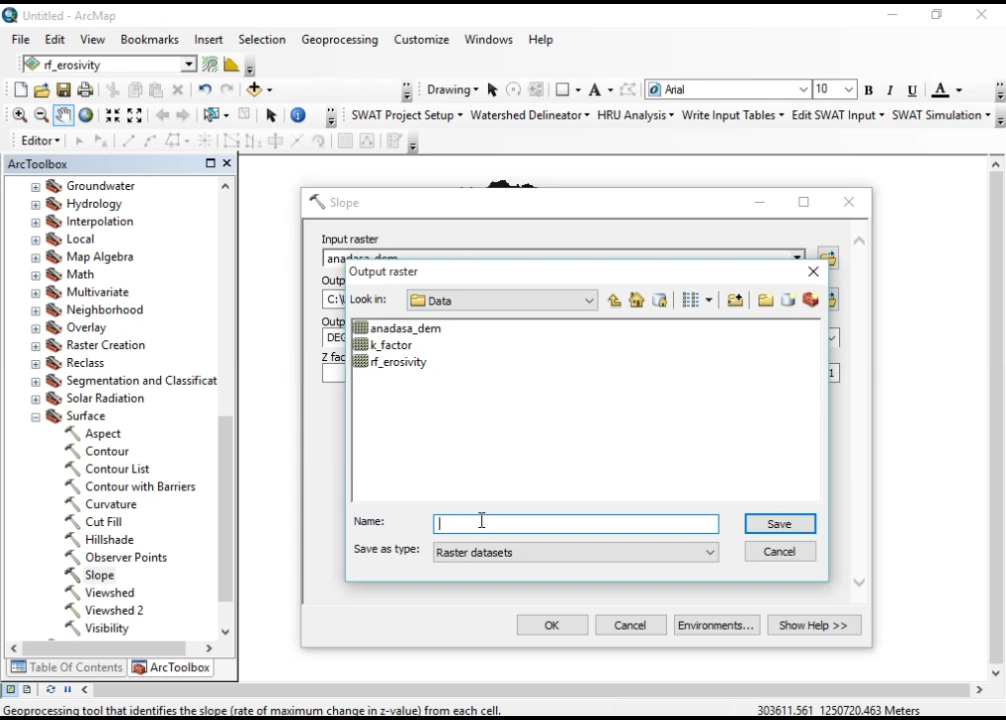 Untitled - ArcMap
File Edit View Bookmarks Insert Selection Geoprocessing Customize Windows Help
rf_erosivity
Drawing Arial 10 B I U A
SWAT Project Setup Watershed Delineator HRU Analysis Write Input Tables Edit SWAT Input SWAT Simulation
Editor
ArcToolbox
Groundwater
Hydrology
Interpolation
Local
Map Algebra
Math
Multivariate
Neighborhood
Overlay
Raster Creation
Reclass
Segmentation and Classificat
Solar Radiation
Surface
Aspect
Contour
Contour List
Contour with Barriers
Curvature
Cut Fill
Hillshade
Observer Points
Slope
Viewshed
Viewshed 2
Visibility
Table Of Contents ArcToolbox
Slope
Input raster
Outp
C:\
Outp
DEG
Z fac
1
Output raster
Look in: Data
anadasa_dem
k_factor
rf_erosivity
Name:
Save
Save as type: Raster datasets
Cancel
OK Cancel Environments... Show Help >>
Geoprocessing tool that identifies the slope (rate of maximum change in z-value) from each cell.
303611.561 1250720.463 Meters